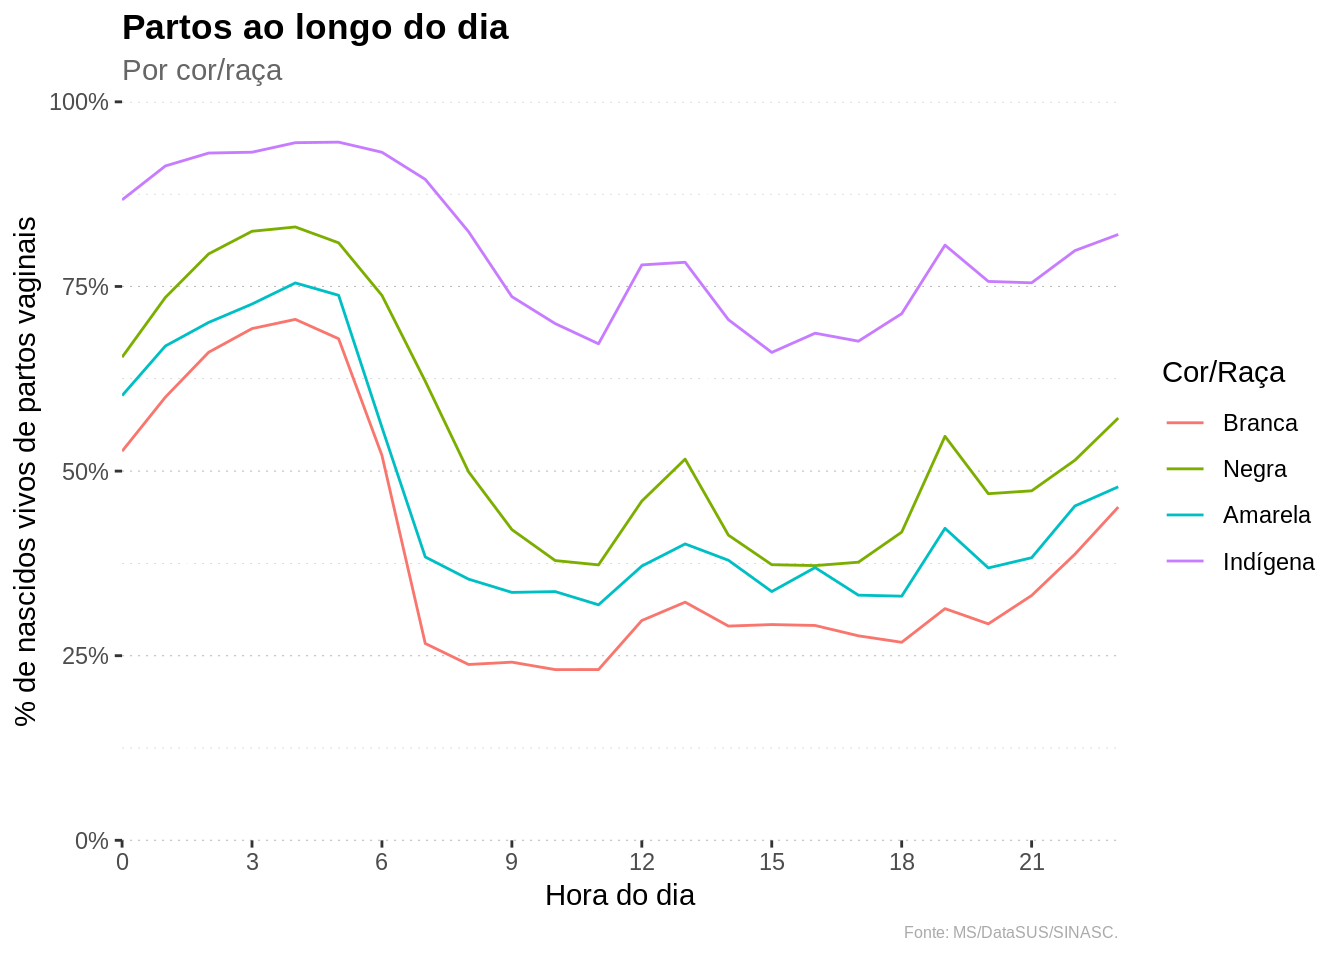 Partos ao longo do dia
Por cor/raça
% de nascidos vivos de partos vaginais
100%
75%
50%
25%
0%
0 3 6 9 12 15 18 21
Hora do dia
Cor/Raça
Branca
Negra
Amarela
Indígena
Fonte: MS/DataSUS/SINASC.